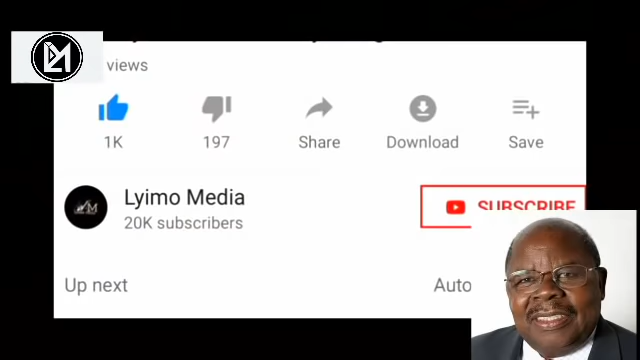 views
1K
197
Share
Download
Save
Lyimo Media
20K subscribers
SUBSCRIBE
Up next
Auto